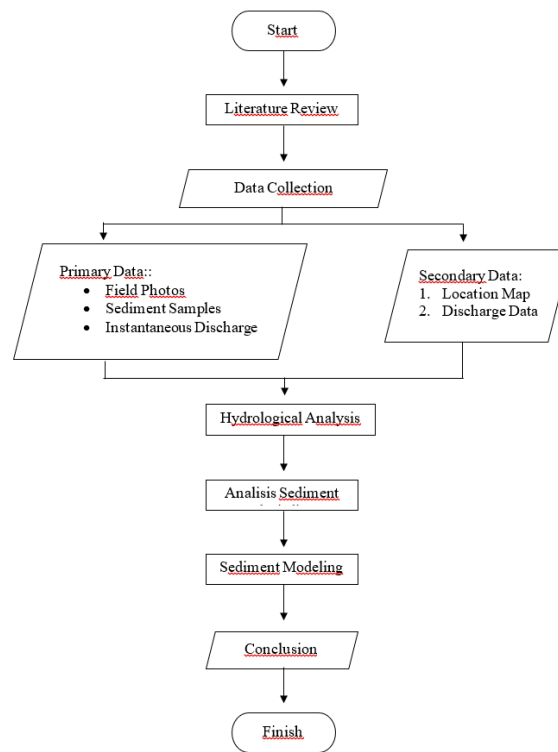 Start
Literature Review
Data Collection
Primary Data::
• Field Photos
• Sediment Samples
• Instantaneous Discharge
Secondary Data:
1. Location Map
2. Discharge Data
Hydrological Analysis
Analisis Sediment
Sediment Modeling
Conclusion
Finish